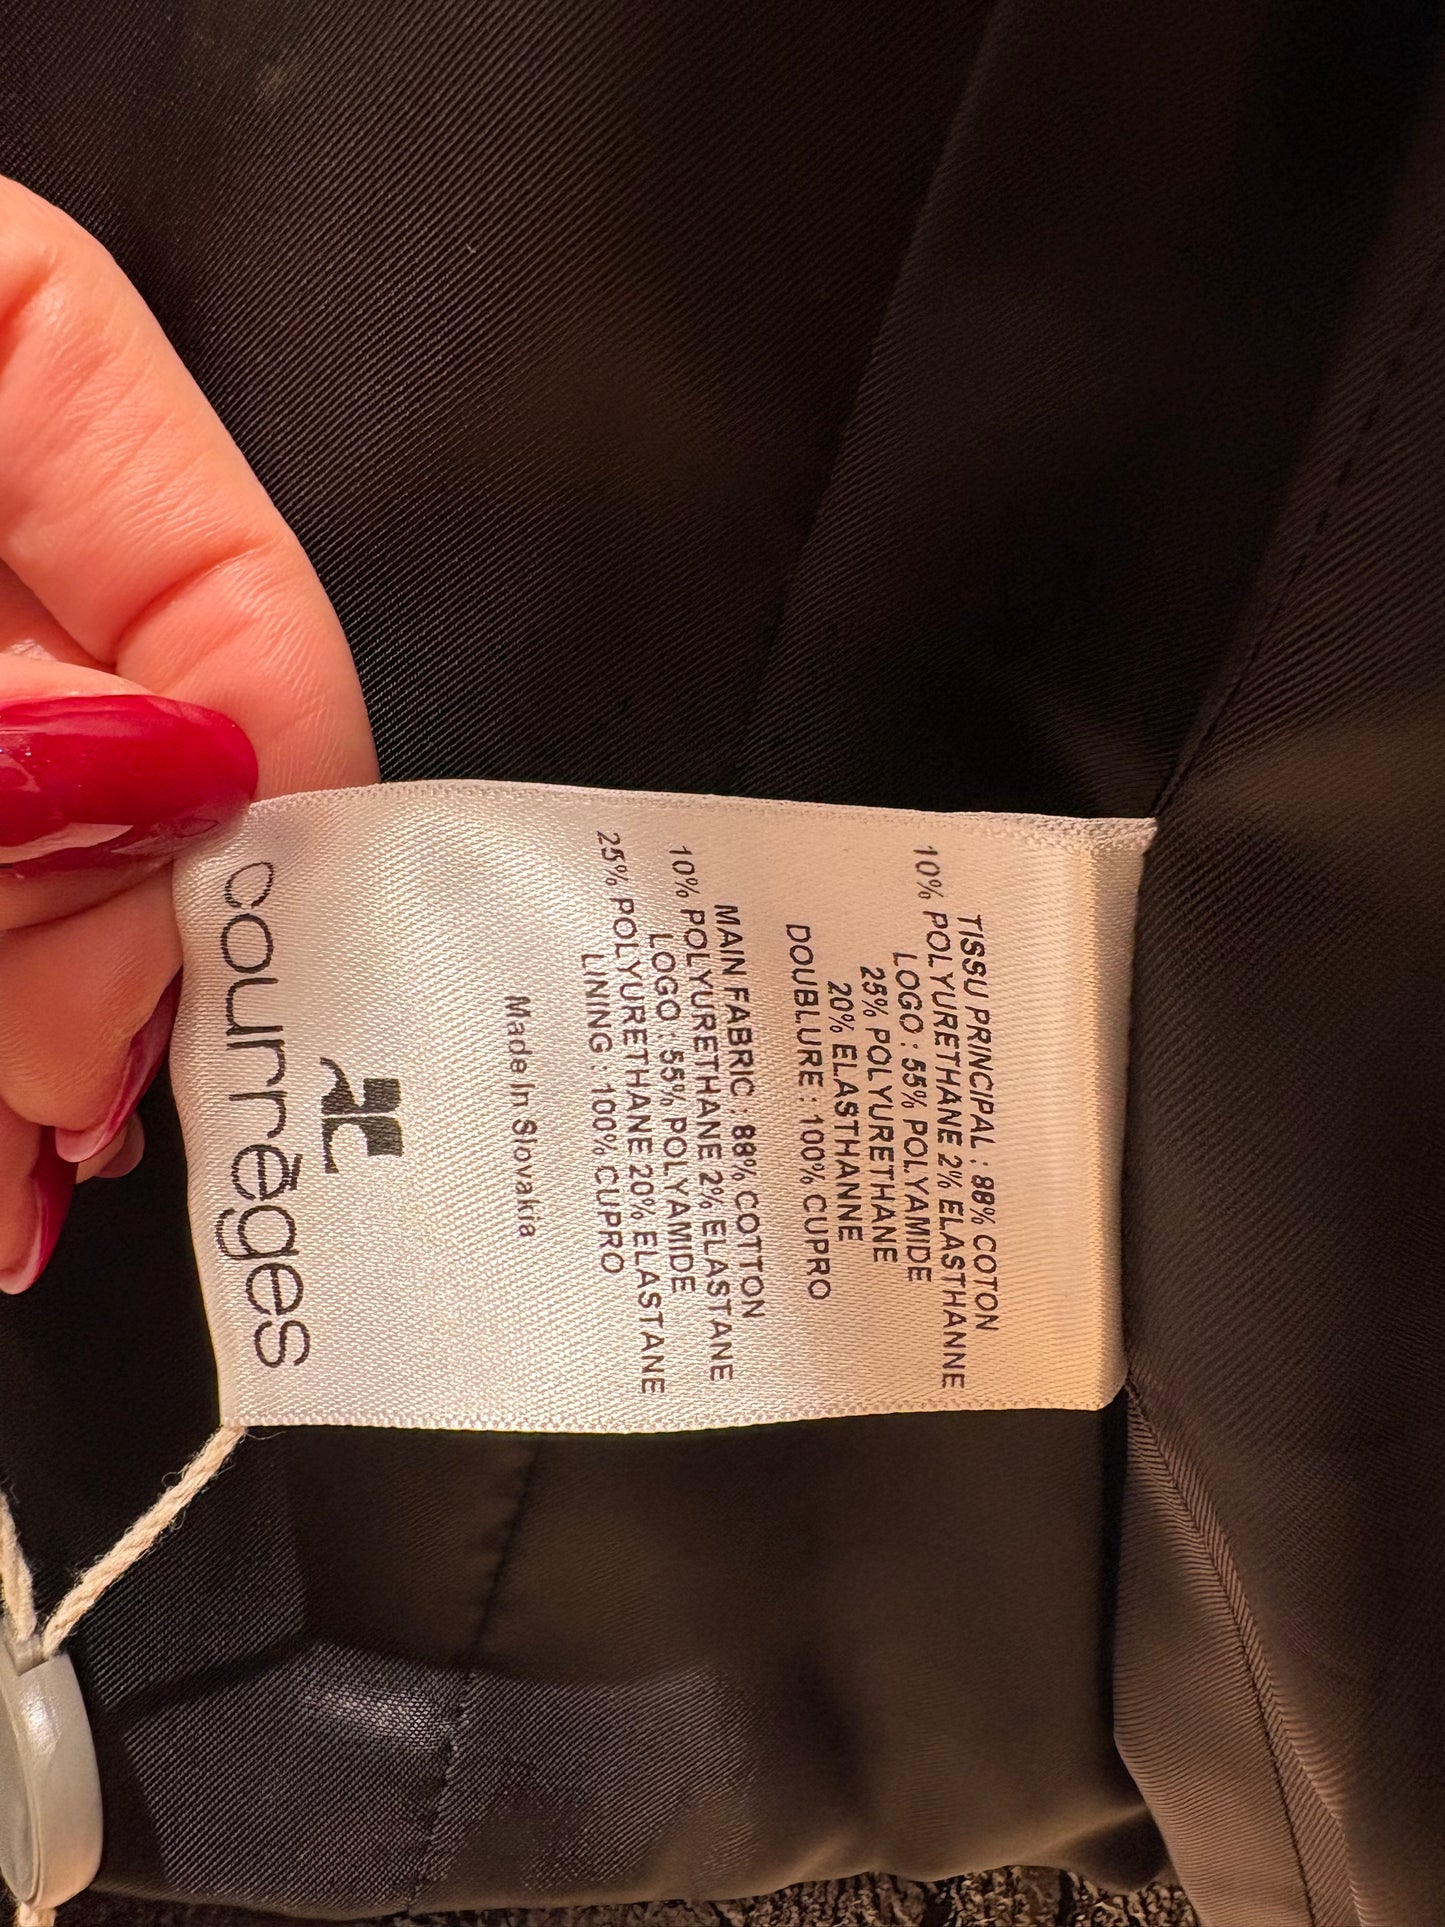 TISSU PRINCIPAL : 88% COTON
10% POLYURETHANE 2% ELASTHANNE
LOGO : 55% POLYAMIDE
25% POLYURETHANE
20% ELASTHANNE
DOUBLURE : 100% CUPRO
MAIN FABRIC : 88% COTTON
10% POLYURETHANE 2% ELASTANE
LOGO : 55% POLYAMIDE
25% POLYURETHANE 20% ELASTANE
LINING : 100% CUPRO
Made In Slovakia
courrèges